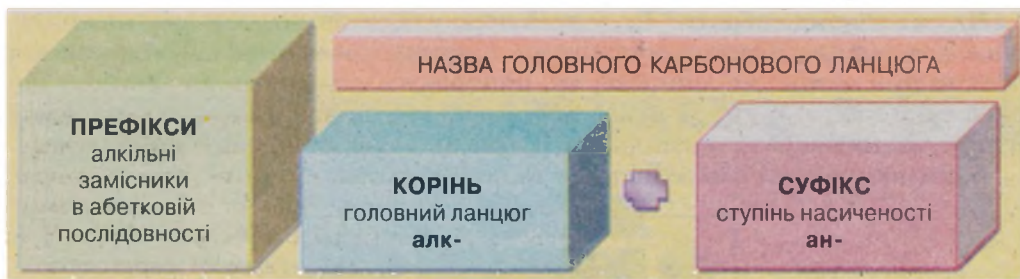 НАЗВА ГОЛОВНОГО КАРБОНОВОГО ЛАНЦЮГА
ПРЕФІКСИ
алкільні
замісники
в абетковій
послідовності
КОРІНЬ
головний ланцюг
алк-
СУФІКС
ступінь насиченості
ан-